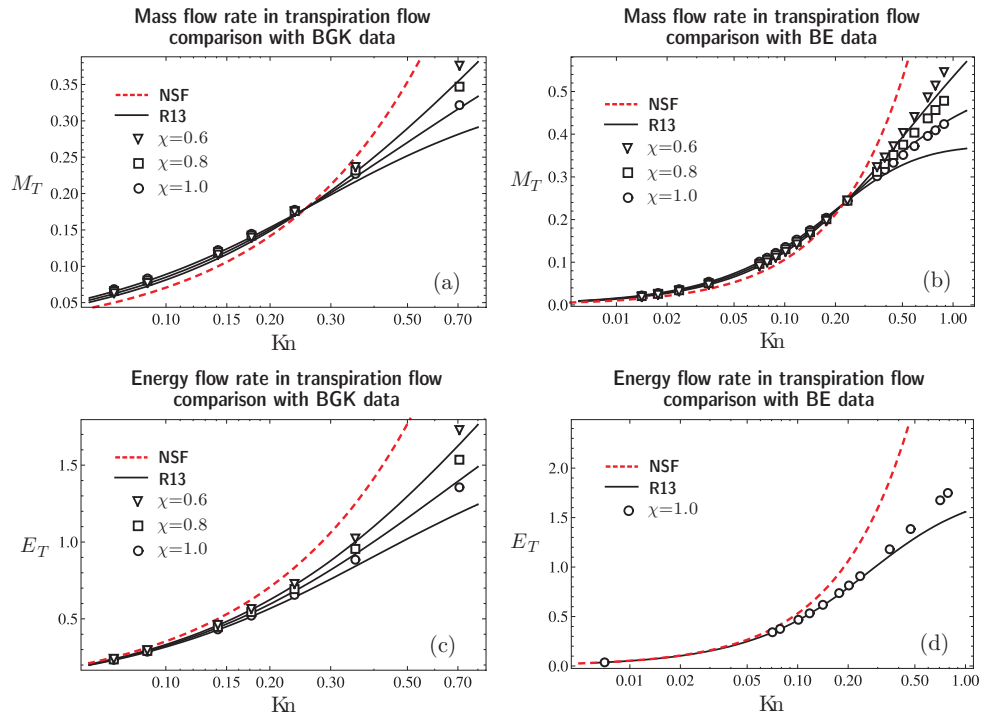 Mass flow rate in transpiration flow
comparison with BGK data
NSF
R13
χ=0.6
χ=0.8
χ=1.0
0.35
0.30
0.25
0.20
0.15
0.10
0.05
M_T
(a)
0.10
0.15
0.20
0.30
0.50
0.70
Kn
Mass flow rate in transpiration flow
comparison with BE data
NSF
R13
χ=0.6
χ=0.8
χ=1.0
0.5
0.4
0.3
0.2
0.1
0.0
M_T
(b)
0.01
0.02
0.05
0.10
0.20
0.50
1.00
Kn
Energy flow rate in transpiration flow
comparison with BGK data
NSF
R13
χ=0.6
χ=0.8
χ=1.0
1.5
1.0
0.5
E_T
(c)
0.10
0.15
0.20
0.30
0.50
0.70
Kn
Energy flow rate in transpiration flow
comparison with BE data
NSF
R13
χ=1.0
2.0
1.5
1.0
0.5
0.0
E_T
(d)
0.01
0.02
0.05
0.10
0.20
0.50
1.00
Kn